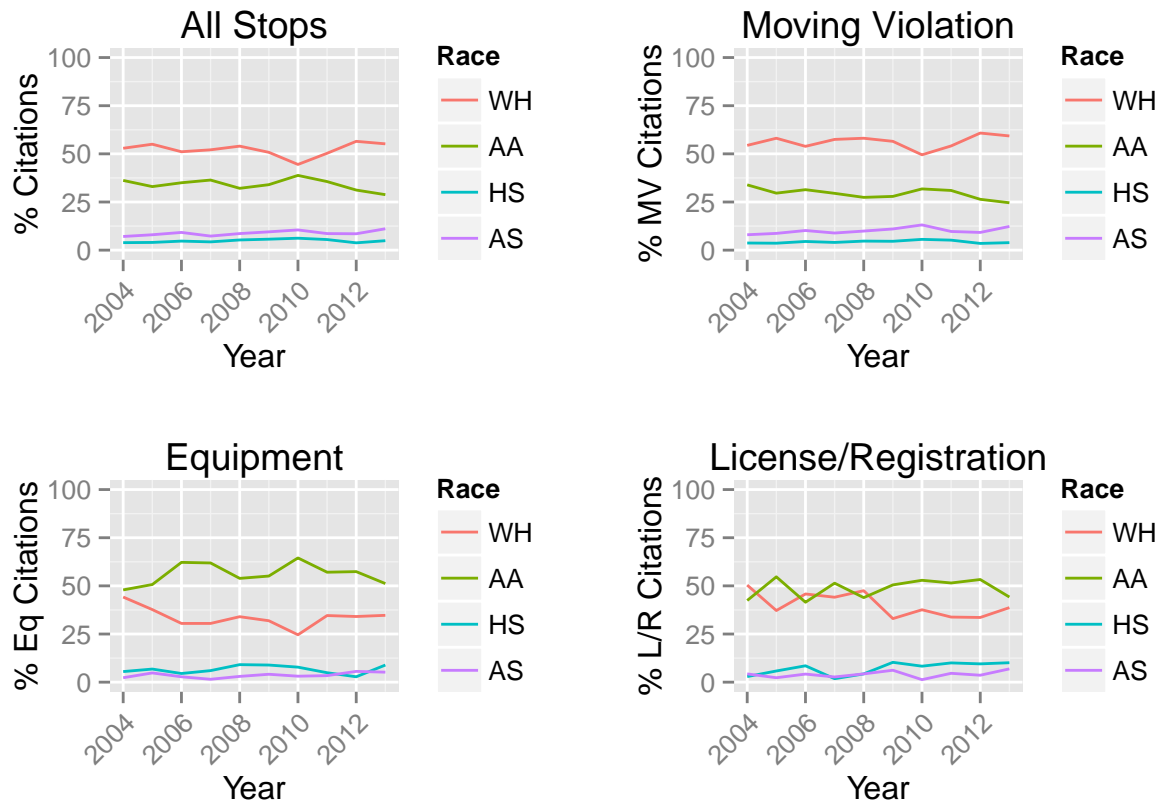 All Stops
100
75
50
25
0
% Citations
2004
2006
2008
2010
2012
Year
Race
WH
AA
HS
AS
Moving Violation
100
75
50
25
0
% MV Citations
2004
2006
2008
2010
2012
Year
Race
WH
AA
HS
AS
Equipment
100
75
50
25
0
% Eq Citations
2004
2006
2008
2010
2012
Year
Race
WH
AA
HS
AS
License/Registration
100
75
50
25
0
% L/R Citations
2004
2006
2008
2010
2012
Year
Race
WH
AA
HS
AS